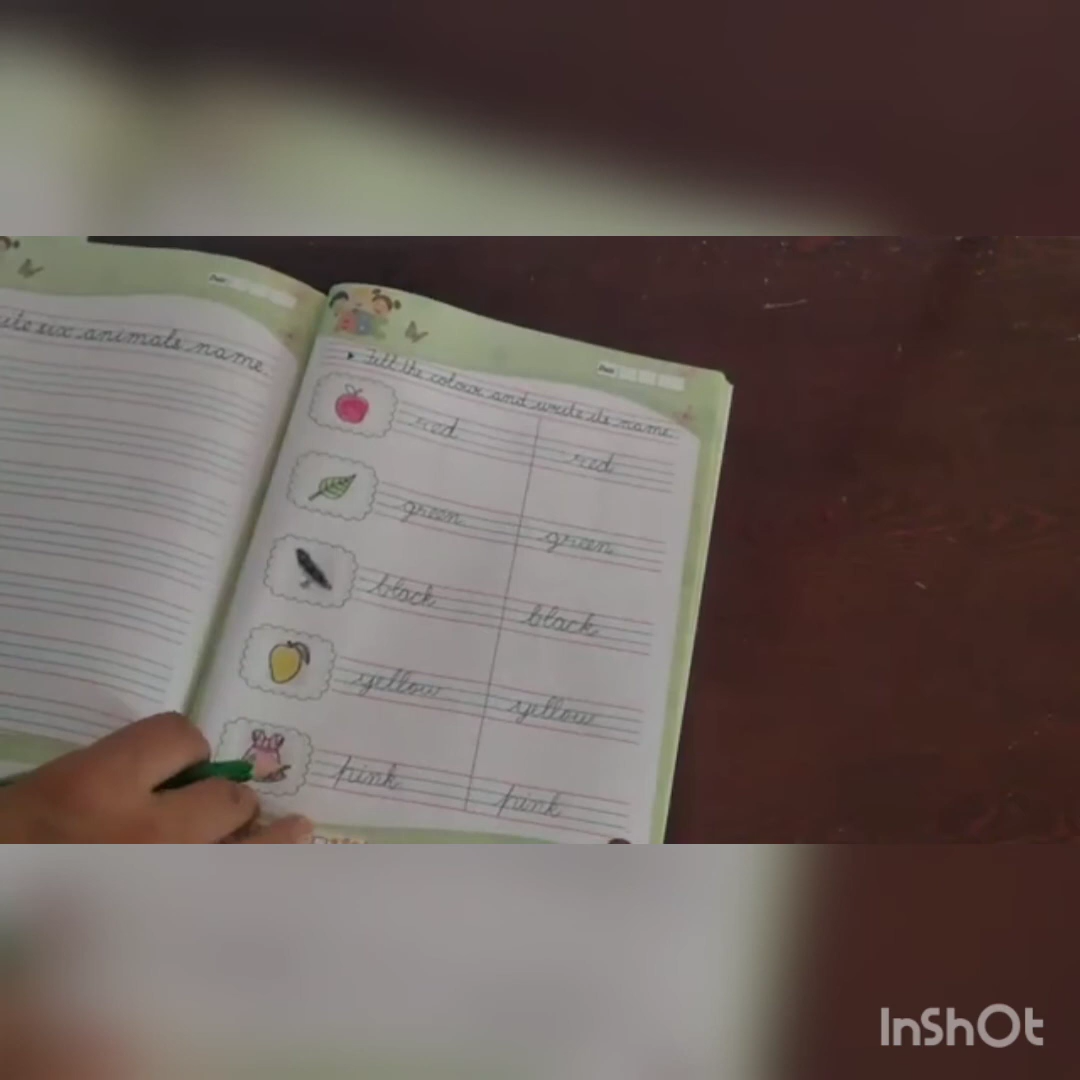 six animals name.
Fill the colour and write its name.
red
red
green
green
black
black
yellow
yellow
pink
pink
InShOt